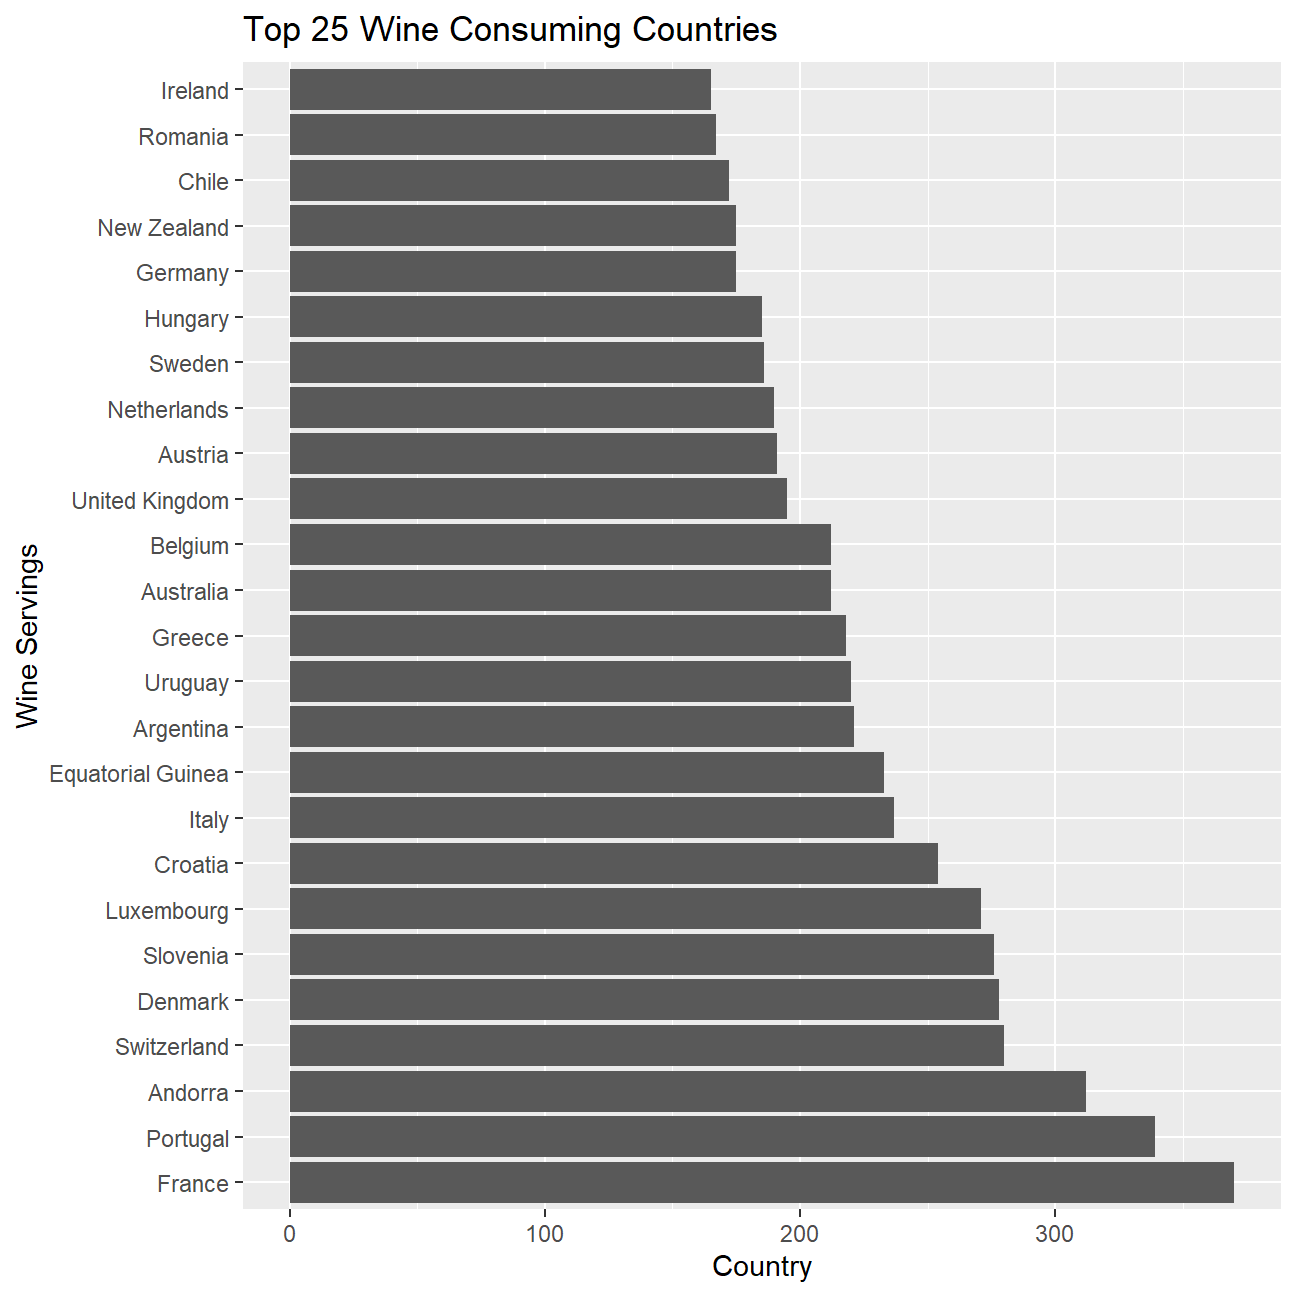 Top 25 Wine Consuming Countries
Ireland
Romania
Chile
New Zealand
Germany
Hungary
Sweden
Netherlands
Austria
United Kingdom
Belgium
Australia
Greece
Uruguay
Argentina
Equatorial Guinea
Italy
Croatia
Luxembourg
Slovenia
Denmark
Switzerland
Andorra
Portugal
France
Wine Servings
0 100 200 300
Country